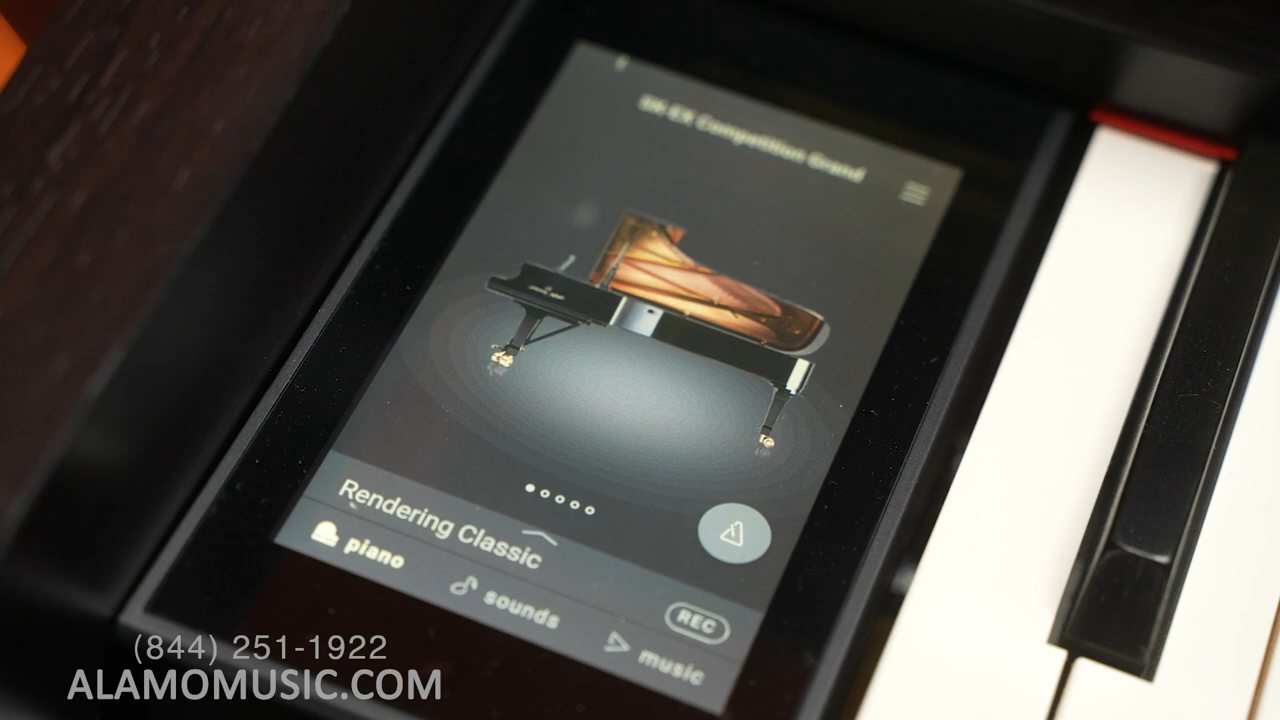 SK-EX Competition Grand
Rendering Classic
piano
sounds
REC
music
(844) 251-1922
ALAMOMUSIC.COM